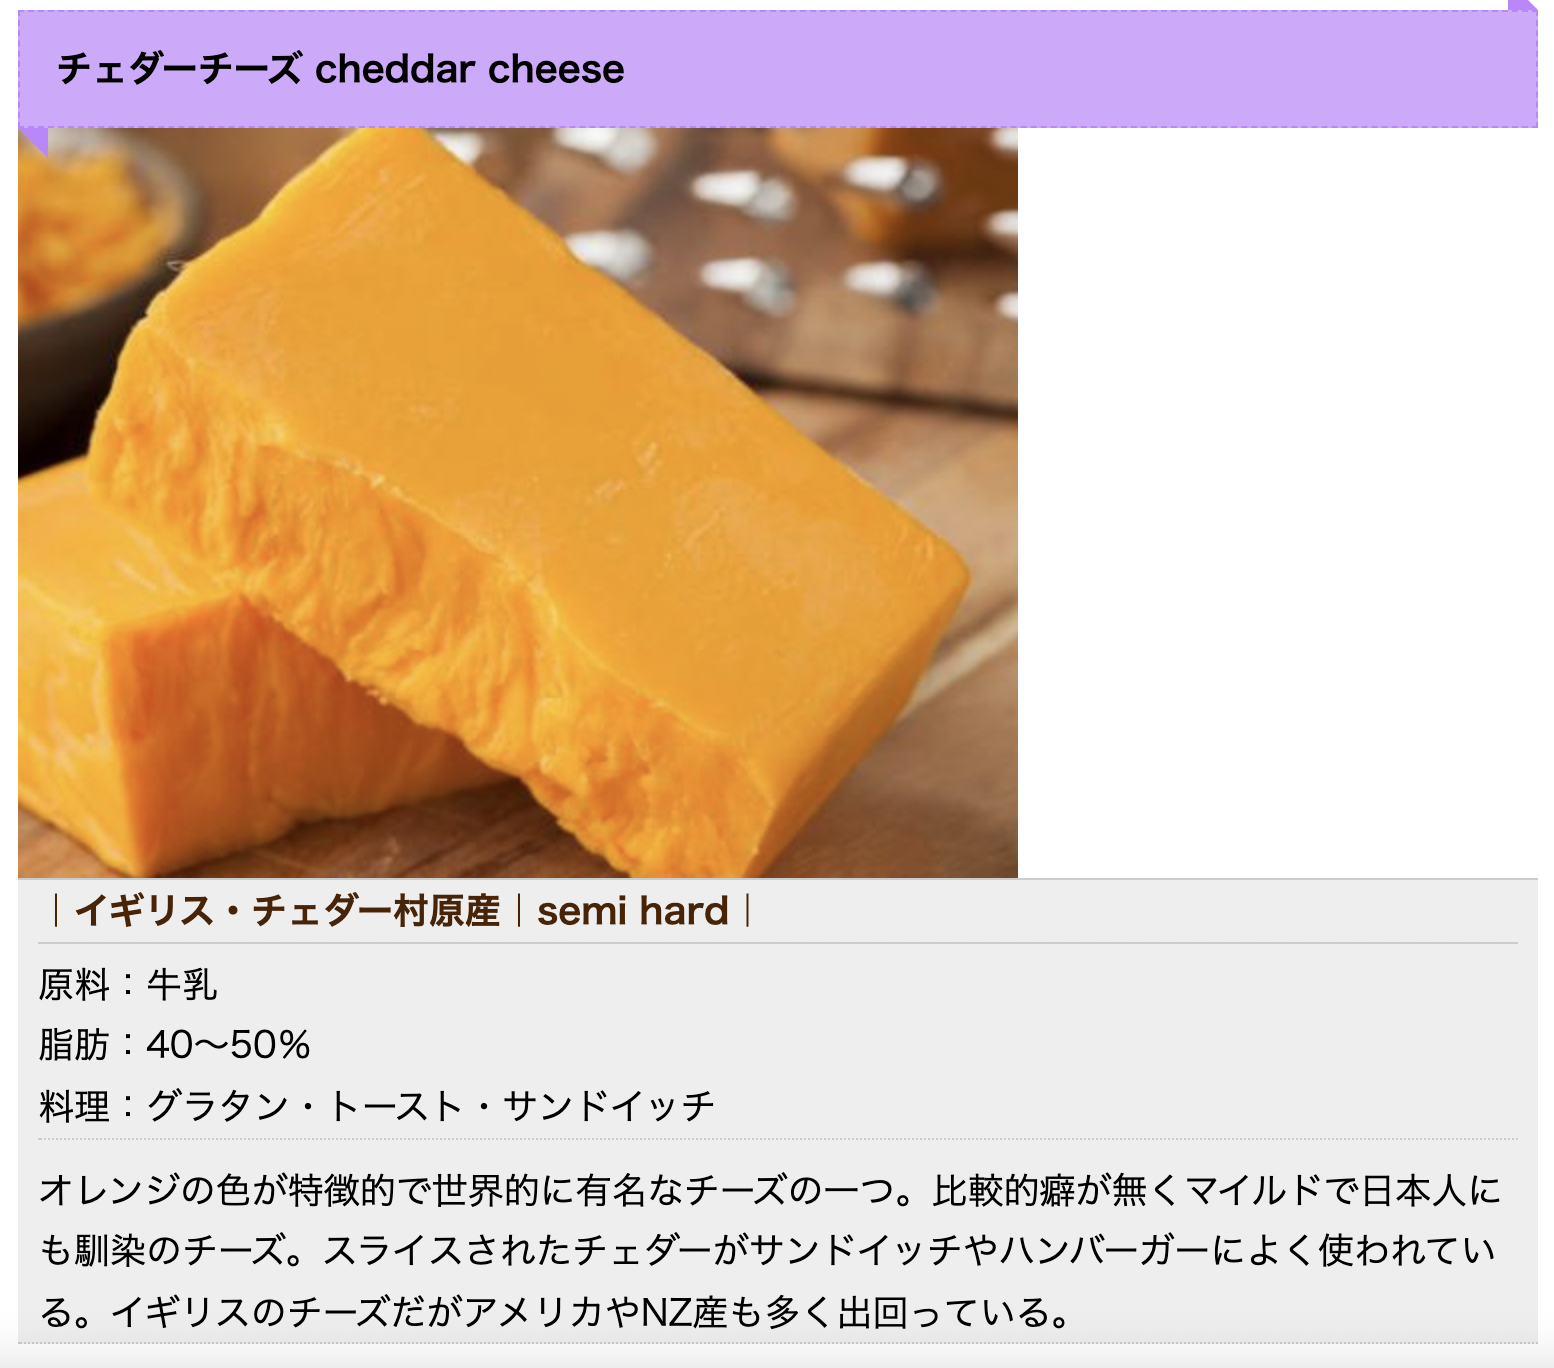 チェダーチーズ cheddar cheese
｜イギリス・チェダー村原産｜semi hard｜
原料：牛乳
脂肪：40〜50%
料理：グラタン・トースト・サンドイッチ
オレンジの色が特徴的で世界的に有名なチーズの一つ。比較的癖が無くマイルドで日本人に
も馴染のチーズ。スライスされたチェダーがサンドイッチやハンバーガーによく使われてい
る。イギリスのチーズだがアメリカやNZ産も多く出回っている。